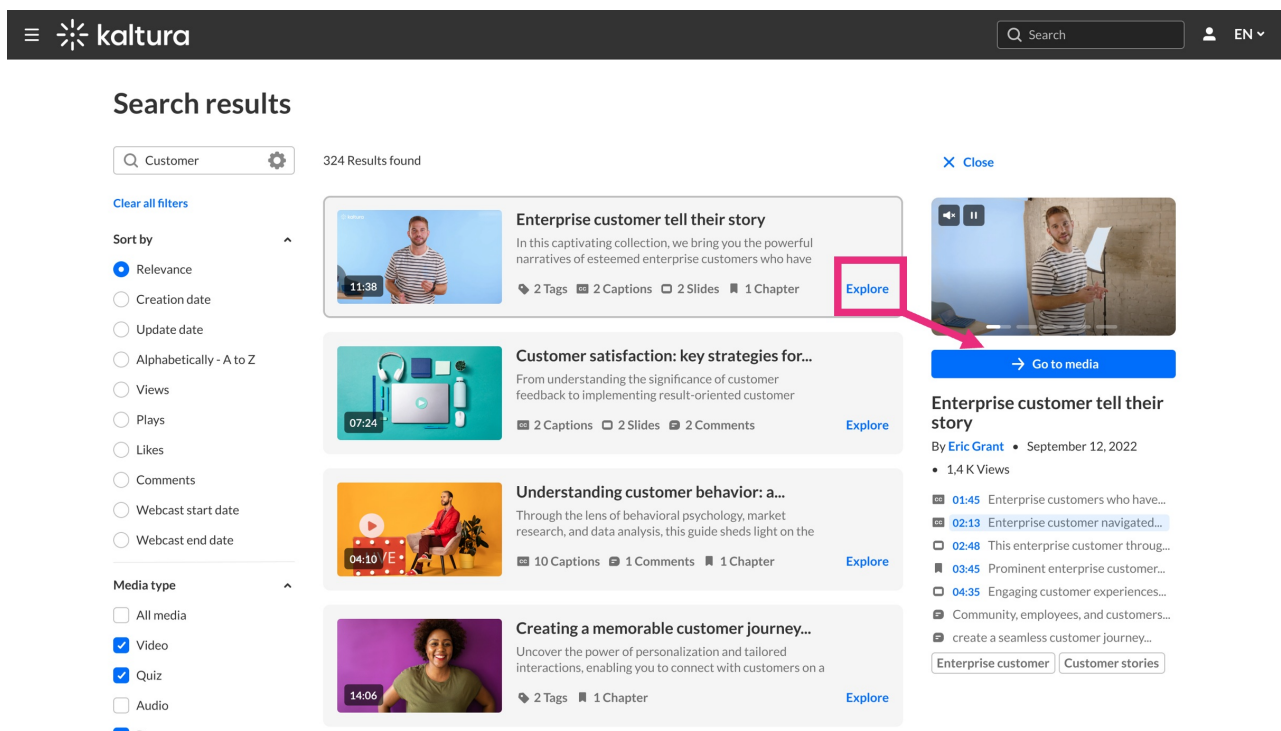 kaltura
Search
EN
Search results
Customer
324 Results found
Close
Clear all filters
Sort by
Relevance
Creation date
Update date
Alphabetically - A to Z
Views
Plays
Likes
Comments
Webcast start date
Webcast end date
Media type
All media
Video
Quiz
Audio
11:38
Enterprise customer tell their story
In this captivating collection, we bring you the powerful
narratives of esteemed enterprise customers who have
2 Tags CC 2 Captions 2 Slides 1 Chapter
Explore
07:24
Customer satisfaction: key strategies for...
From understanding the significance of customer
feedback to implementing result-oriented customer
CC 2 Captions 2 Slides 2 Comments
Explore
04:10
Understanding customer behavior: a...
Through the lens of behavioral psychology, market
research, and data analysis, this guide sheds light on the
CC 10 Captions 1 Comments 1 Chapter
Explore
14:06
Creating a memorable customer journey...
Uncover the power of personalization and tailored
interactions, enabling you to connect with customers on a
2 Tags 1 Chapter
Explore
Go to media
Enterprise customer tell their
story
By Eric Grant • September 12, 2022
• 1,4 K Views
CC 01:45 Enterprise customers who have...
CC 02:13 Enterprise customer navigated...
02:48 This enterprise customer throug...
03:45 Prominent enterprise customer...
04:35 Engaging customer experiences...
Community, employees, and customers...
create a seamless customer journey...
Enterprise customer Customer stories